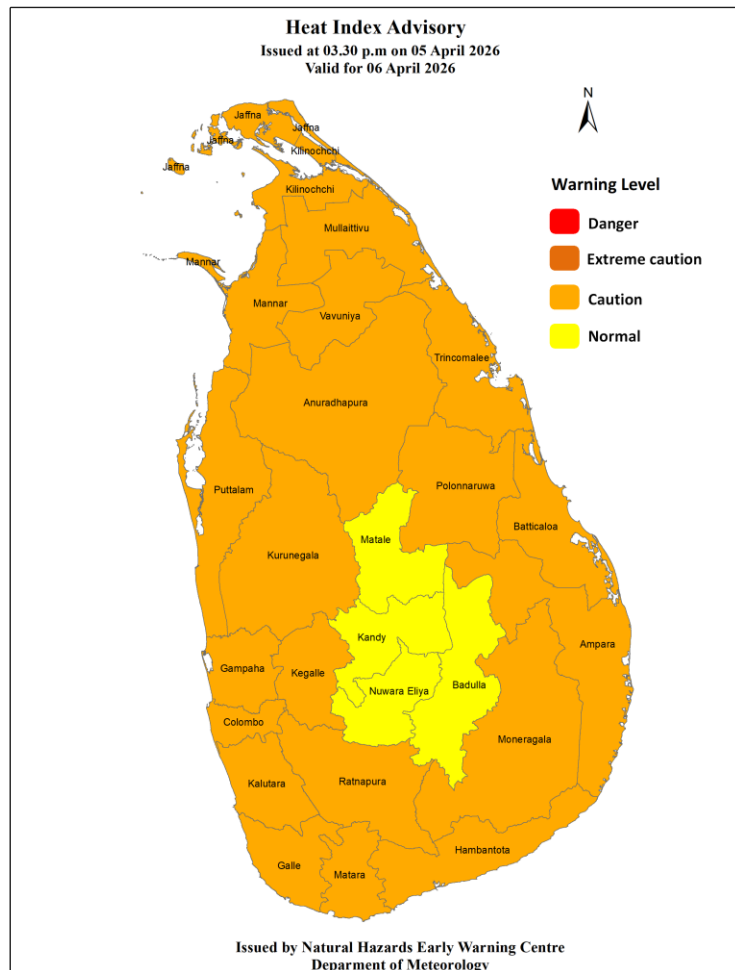 Heat Index Advisory
Issued at 03.30 p.m on 05 April 2026
Valid for 06 April 2026
N
Jaffna
Jaffna
Jaffna
Kilinochchi
Jaffna
Kilinochchi
Warning Level
Danger
Extreme caution
Caution
Normal
Mullaittivu
Mannar
Mannar
Vavuniya
Trincomalee
Anuradhapura
Polonnaruwa
Puttalam
Batticaloa
Matale
Kurunegala
Kandy
Ampara
Gampaha
Kegalle
Nuwara Eliya
Badulla
Colombo
Moneragala
Kalutara
Ratnapura
Hambantota
Galle
Matara
Issued by Natural Hazards Early Warning Centre
Deparment of Meteorology